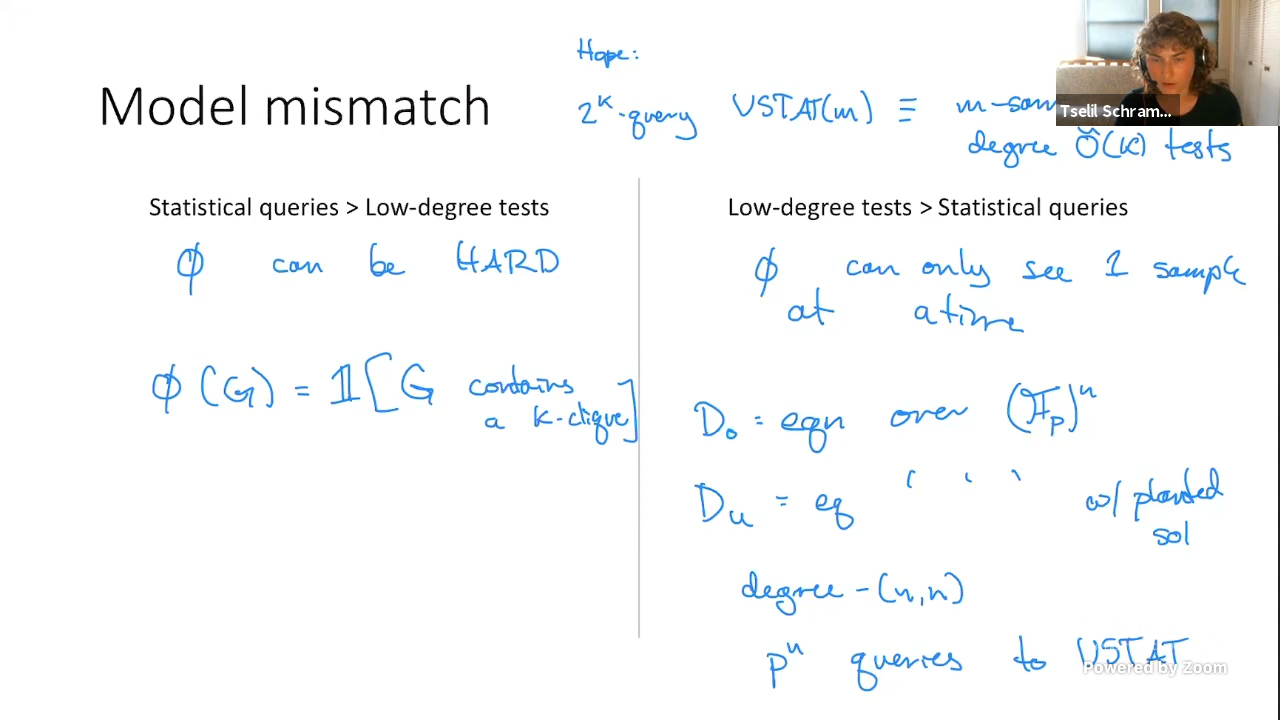 Hope:
Model mismatch
2^K-query VSTAT(m) ≡ m-sam
degree Õ(K) tests
Tselil Schram...
Statistical queries > Low-degree tests
ϕ can be HARD
ϕ(G) = 𝟙[G contains
a K-clique]
Low-degree tests > Statistical queries
ϕ can only see 1 sample
at a time
D₀ = eqn over (F_p)^n
D_u = eq " " " w/ planted
sol
degree-(n,n)
p^n queries to VSTAT
Powered by Zoom